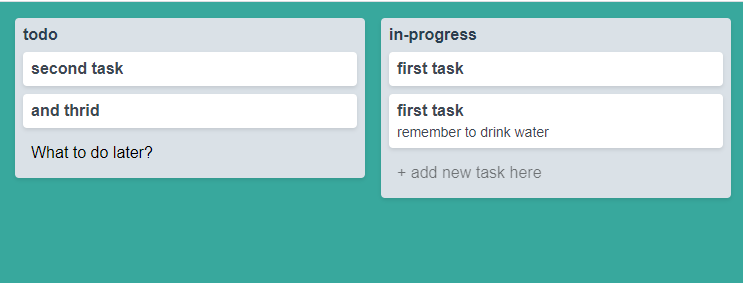 todo
second task
and thrid
What to do later?
in-progress
first task
first task
remember to drink water
+ add new task here